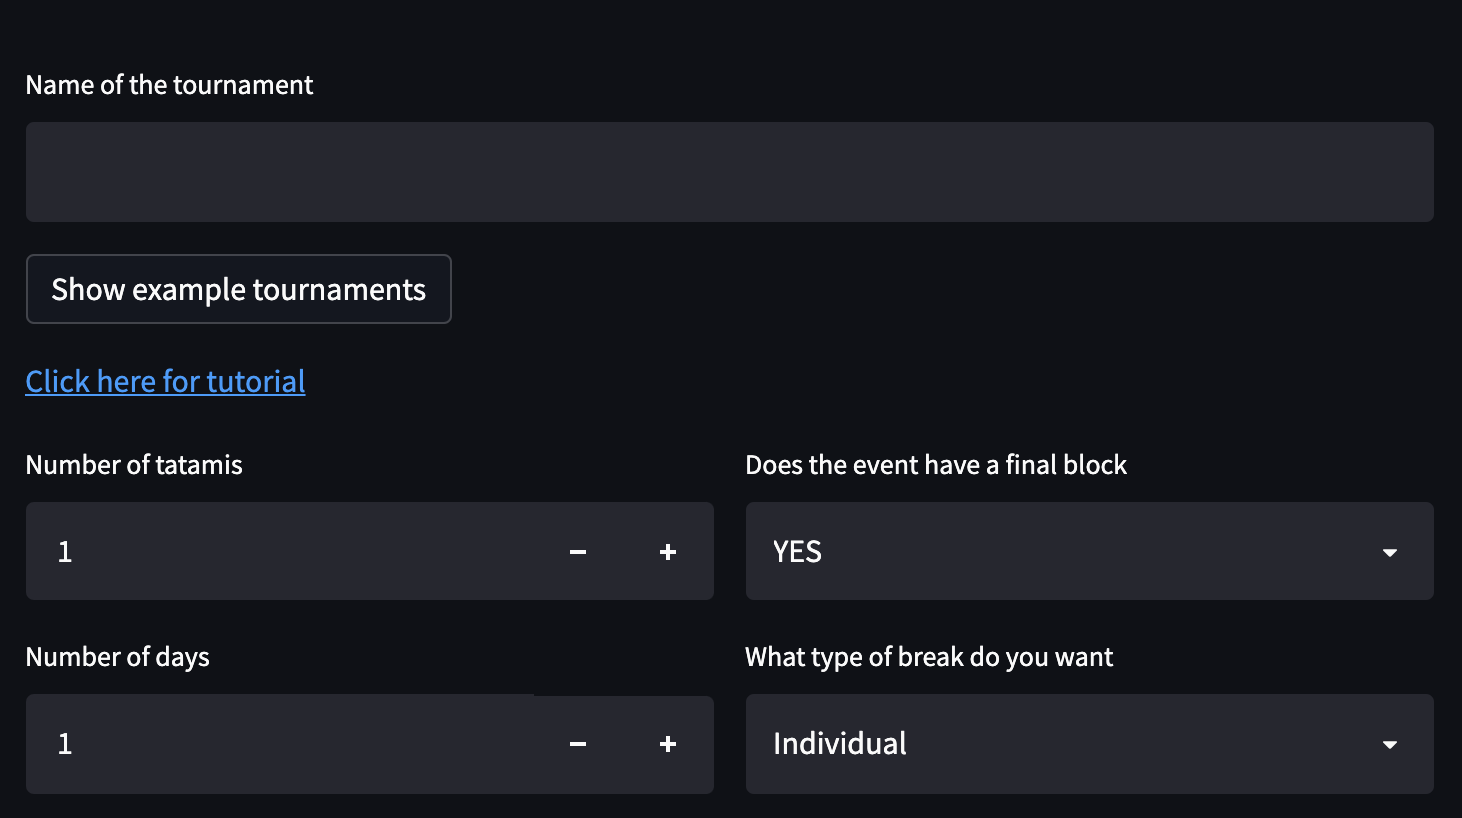 Name of the tournament
Show example tournaments
Click here for tutorial
Number of tatamis
Does the event have a final block
1
YES
Number of days
What type of break do you want
1
Individual